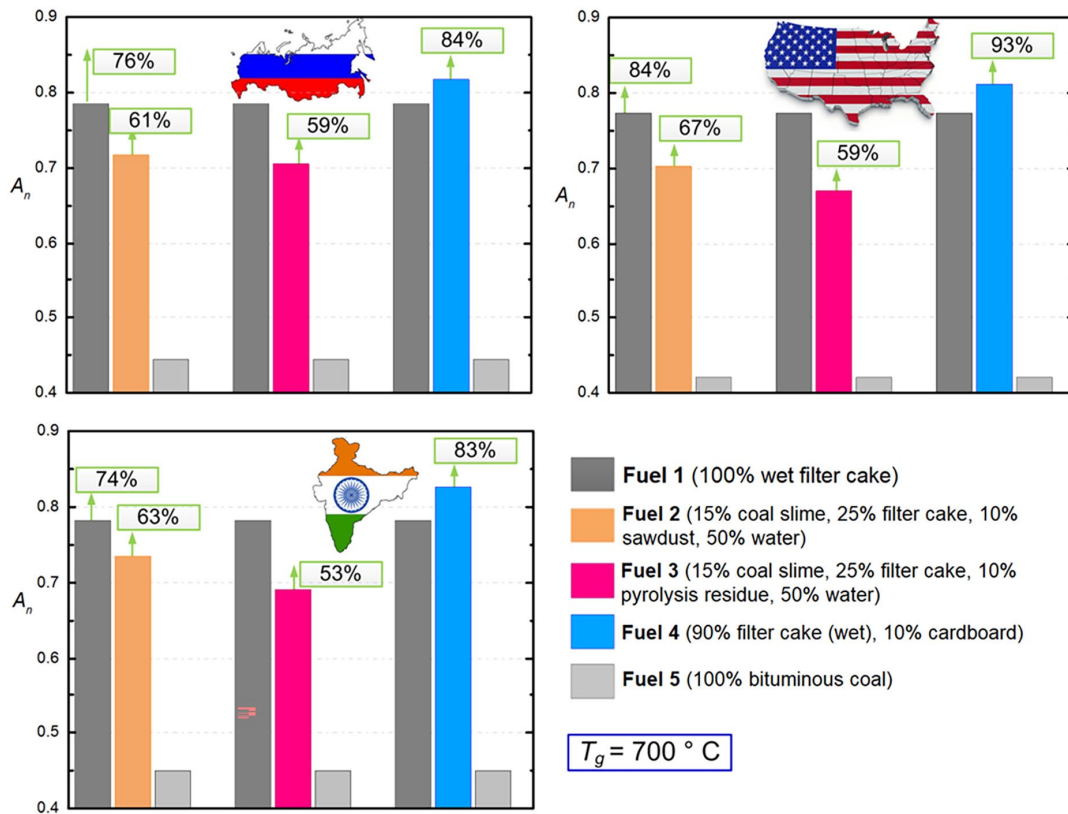 0.9
0.8
0.7
0.6
0.5
0.4
An
76%
61%
59%
84%
0.9
0.8
0.7
0.6
0.5
0.4
An
84%
67%
59%
93%
0.9
0.8
0.7
0.6
0.5
0.4
An
74%
63%
53%
83%
Fuel 1 (100% wet filter cake)
Fuel 2 (15% coal slime, 25% filter cake, 10%
sawdust, 50% water)
Fuel 3 (15% coal slime, 25% filter cake, 10%
pyrolysis residue, 50% water)
Fuel 4 (90% filter cake (wet), 10% cardboard)
Fuel 5 (100% bituminous coal)
Tg = 700 ° C